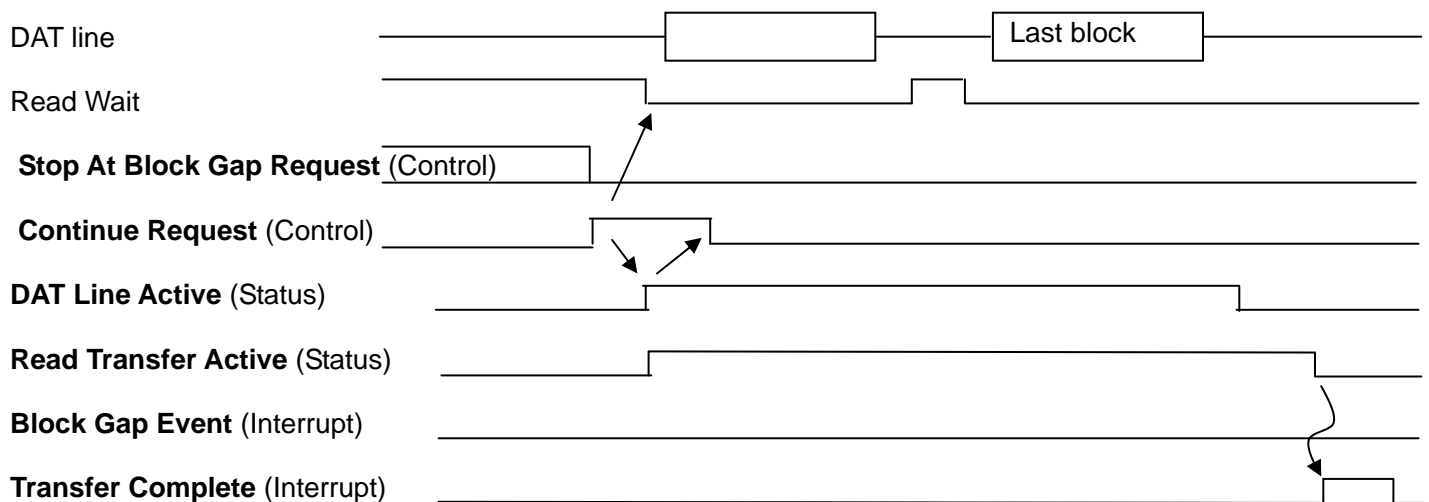 DAT line
Last block
Read Wait
Stop At Block Gap Request (Control)
Continue Request (Control)
DAT Line Active (Status)
Read Transfer Active (Status)
Block Gap Event (Interrupt)
Transfer Complete (Interrupt)